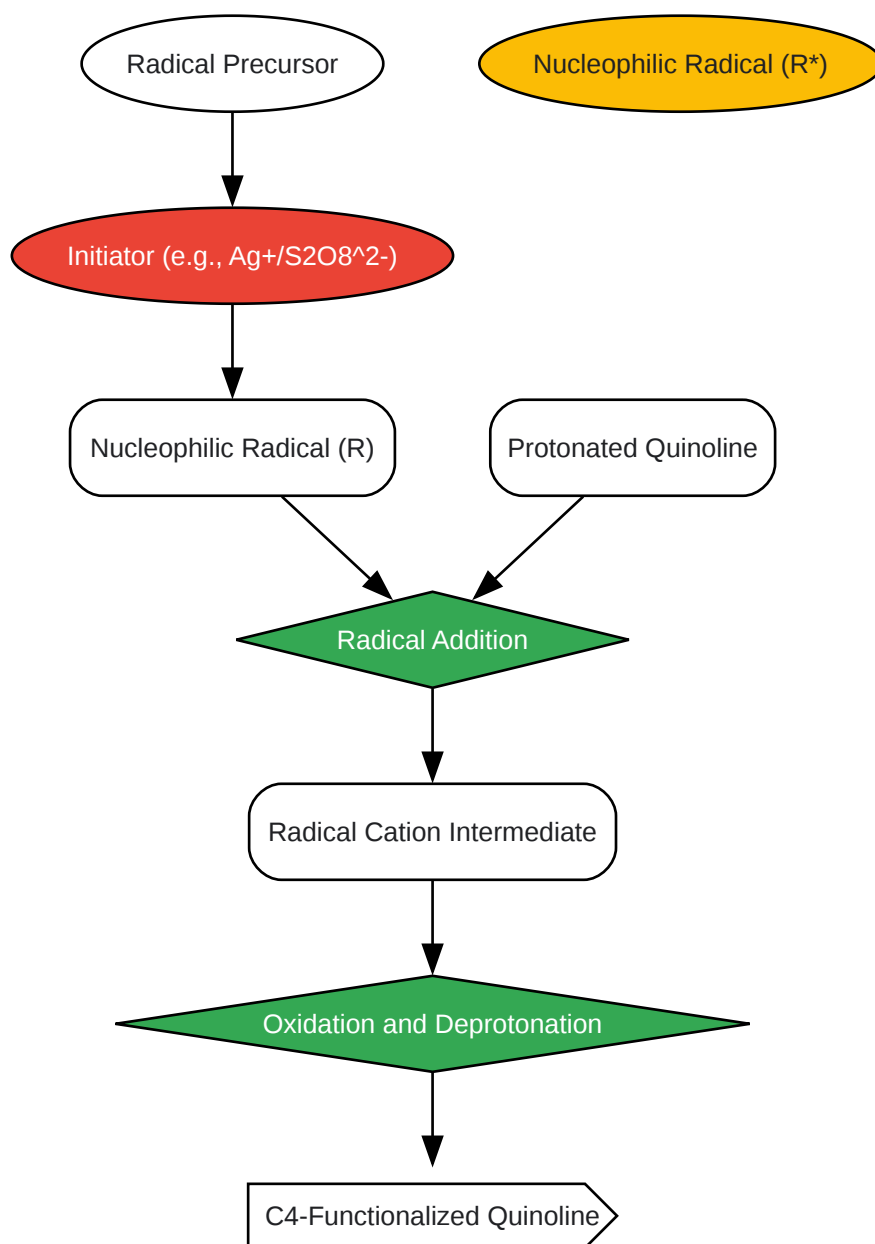 Radical Precursor
Nucleophilic Radical (R*)
Initiator (e.g., Ag+/S2O8^2-)
Nucleophilic Radical (R)
Protonated Quinoline
Radical Addition
Radical Cation Intermediate
Oxidation and Deprotonation
C4-Functionalized Quinoline